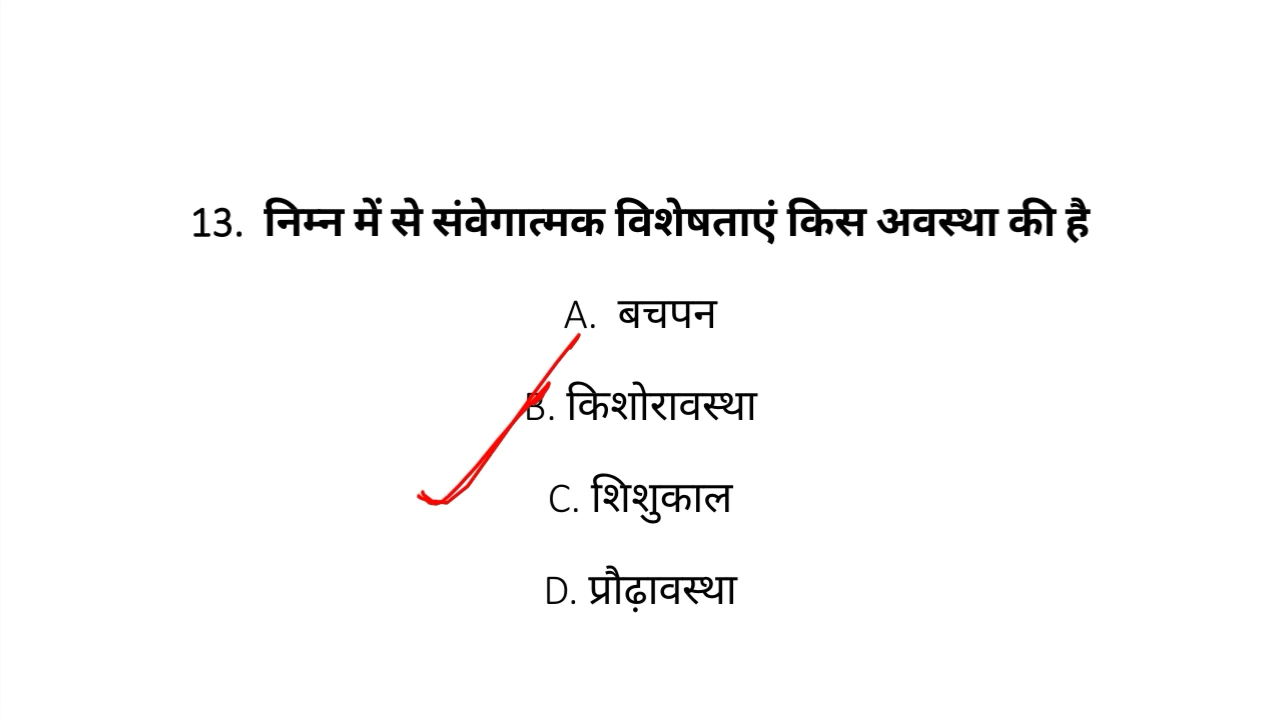 13. निम्न में से संवेगात्मक विशेषताएं किस अवस्था की है
A. बचपन
B. किशोरावस्था
C. शिशुकाल
D. प्रौढ़ावस्था